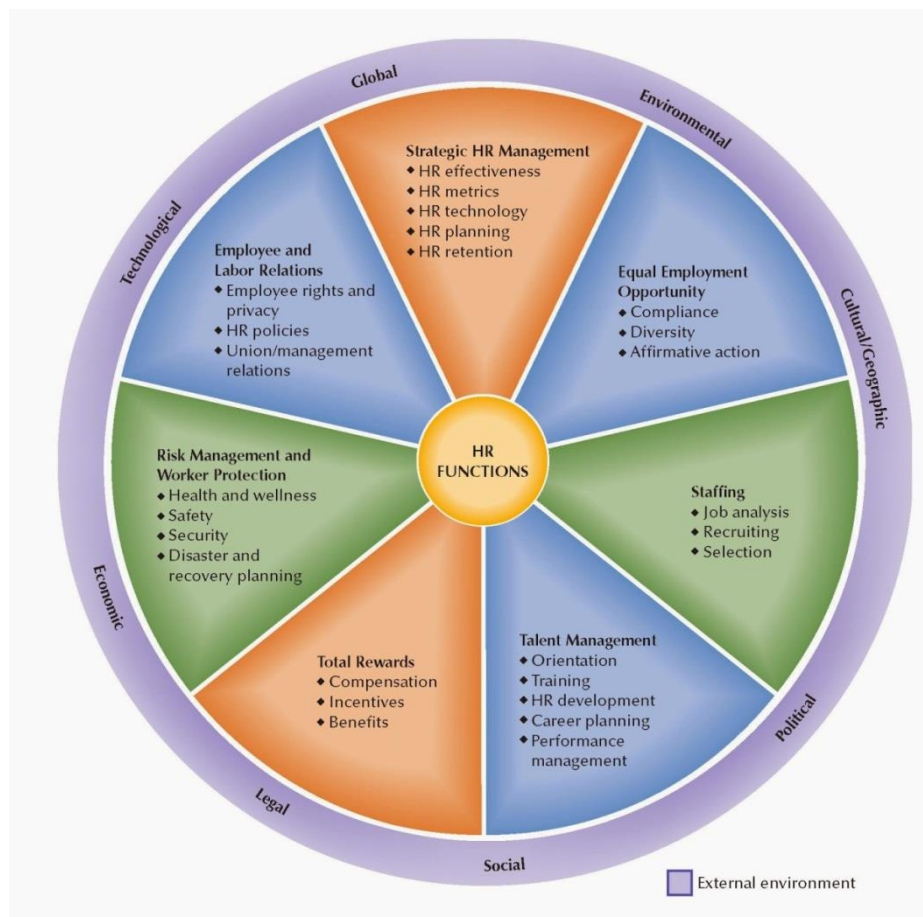 Global
Environmental
Technological
Cultural/Geographic
Economic
Political
Legal
Social
Strategic HR Management
◆ HR effectiveness
◆ HR metrics
◆ HR technology
◆ HR planning
◆ HR retention
Equal Employment
Opportunity
◆ Compliance
◆ Diversity
◆ Affirmative action
Staffing
◆ Job analysis
◆ Recruiting
◆ Selection
Talent Management
◆ Orientation
◆ Training
◆ HR development
◆ Career planning
◆ Performance
management
Total Rewards
◆ Compensation
◆ Incentives
◆ Benefits
Risk Management and
Worker Protection
◆ Health and wellness
◆ Safety
◆ Security
◆ Disaster and
recovery planning
Employee and
Labor Relations
◆ Employee rights and
privacy
◆ HR policies
◆ Union/management
relations
HR
FUNCTIONS
External environment